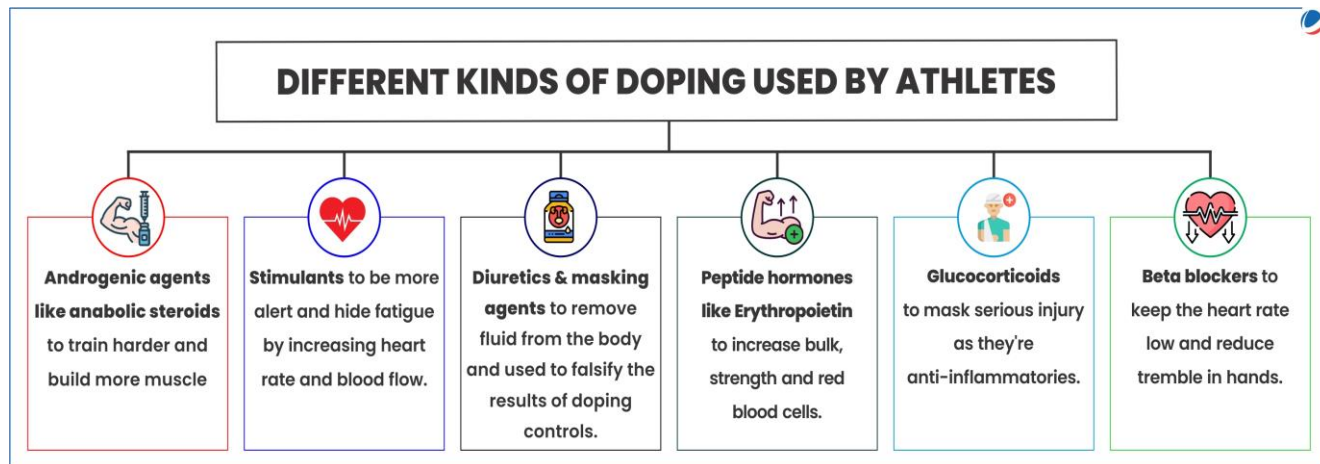 DIFFERENT KINDS OF DOPING USED BY ATHLETES
Androgenic agents
like anabolic steroids
to train harder and
build more muscle
Stimulants to be more
alert and hide fatigue
by increasing heart
rate and blood flow.
Diuretics & masking
agents to remove
fluid from the body
and used to falsify the
results of doping
controls.
Peptide hormones
like Erythropoietin
to increase bulk,
strength and red
blood cells.
Glucocorticoids
to mask serious injury
as they're
anti-inflammatories.
Beta blockers to
keep the heart rate
low and reduce
tremble in hands.